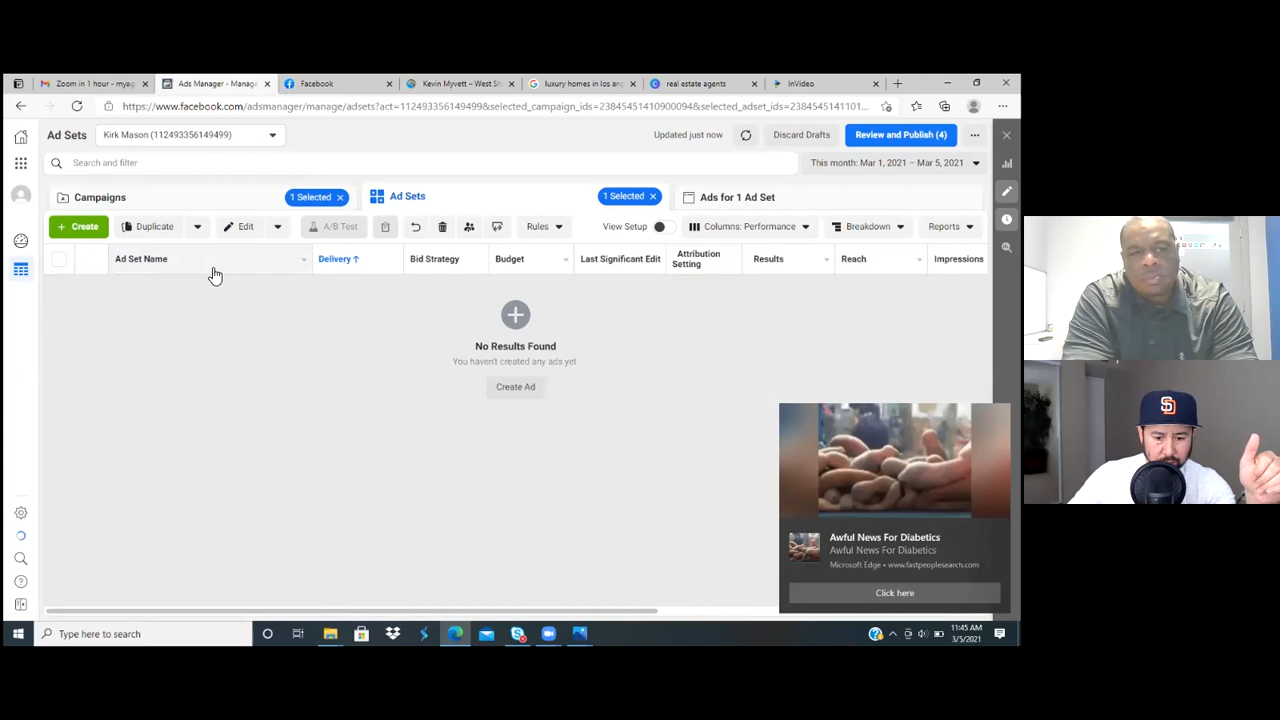 Zoom in 1 hour - myag
Ads Manager - Manage
Facebook
Kevin Myvett – West Sh
luxury homes in los ang
real estate agents
InVideo
https://www.facebook.com/adsmanager/manage/adsets?act=112493356149499&selected_campaign_ids=23845451410900094&selected_adset_ids=2384545141101...
Ad Sets
Kirk Mason (112493356149499)
Updated just now
Discard Drafts
Review and Publish (4)
Search and filter
This month: Mar 1, 2021 – Mar 5, 2021
Campaigns
1 Selected
Ad Sets
1 Selected
Ads for 1 Ad Set
Create
Duplicate
Edit
A/B Test
Rules
View Setup
Columns: Performance
Breakdown
Reports
Ad Set Name
Delivery
Bid Strategy
Budget
Last Significant Edit
Attribution
Setting
Results
Reach
Impressions
No Results Found
You haven't created any ads yet
Create Ad
Awful News For Diabetics
Awful News For Diabetics
Microsoft Edge • www.fastpeoplesearch.com
Click here
Type here to search
11:45 AM
3/5/2021
SD